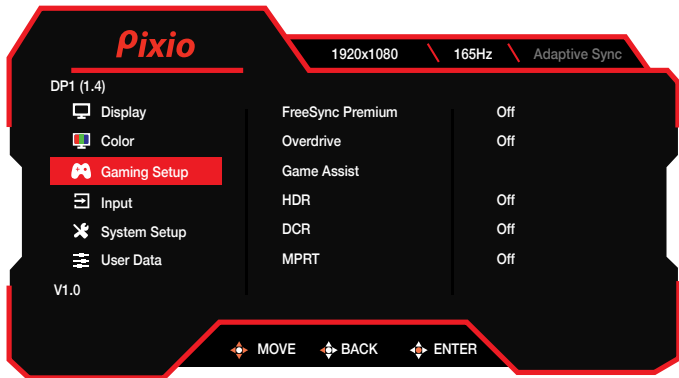 Pixio
1920x1080 \ 165Hz \ Adaptive Sync
DP1 (1.4)
Display
Color
Gaming Setup
Input
System Setup
User Data
V1.0
FreeSync Premium Off
Overdrive Off
Game Assist
HDR Off
DCR Off
MPRT Off
MOVE BACK ENTER